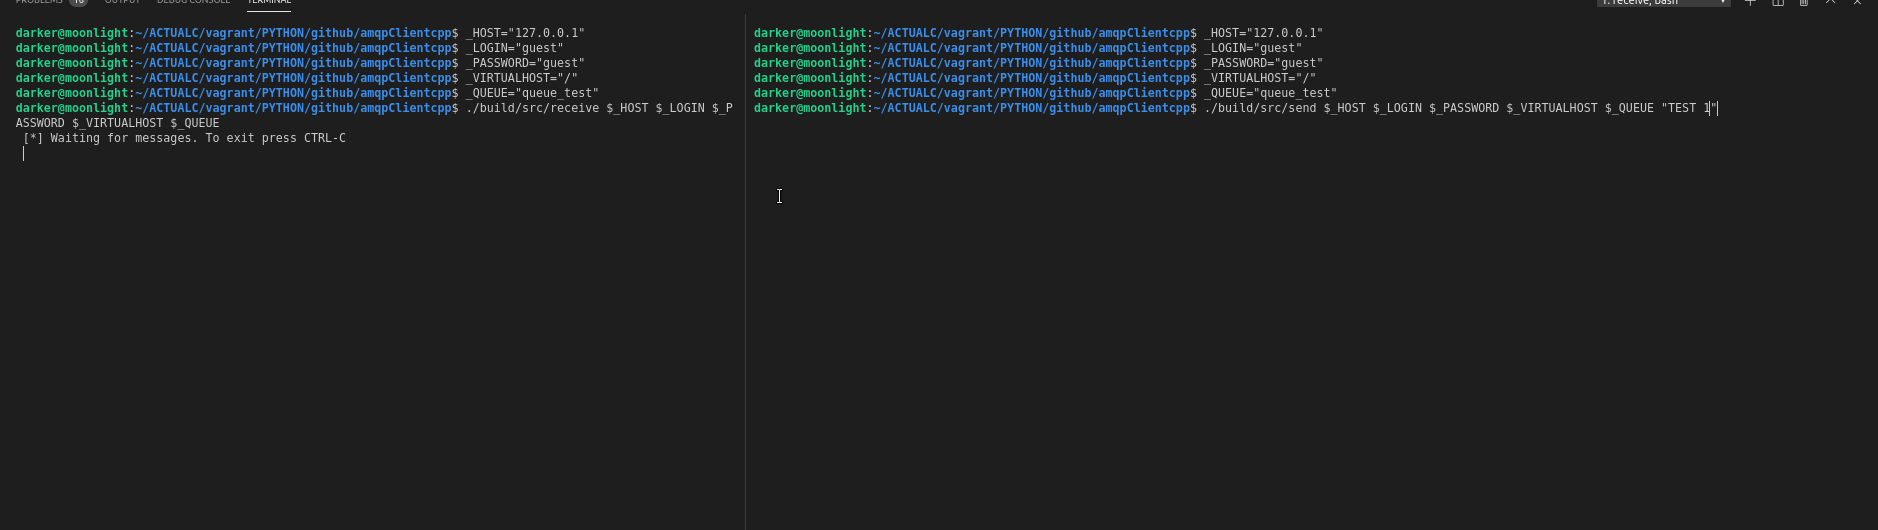 PROBLEMS 10 OUTPUT DEBUG CONSOLE TERMINAL
1: receive, bash
darker@moonlight:~/ACTUALC/vagrant/PYTHON/github/amqpClientcpp$ _HOST="127.0.0.1"
darker@moonlight:~/ACTUALC/vagrant/PYTHON/github/amqpClientcpp$ _LOGIN="guest"
darker@moonlight:~/ACTUALC/vagrant/PYTHON/github/amqpClientcpp$ _PASSWORD="guest"
darker@moonlight:~/ACTUALC/vagrant/PYTHON/github/amqpClientcpp$ _VIRTUALHOST="/"
darker@moonlight:~/ACTUALC/vagrant/PYTHON/github/amqpClientcpp$ _QUEUE="queue_test"
darker@moonlight:~/ACTUALC/vagrant/PYTHON/github/amqpClientcpp$ ./build/src/receive $_HOST $_LOGIN $_P
ASSWORD $_VIRTUALHOST $_QUEUE
[*] Waiting for messages. To exit press CTRL-C
darker@moonlight:~/ACTUALC/vagrant/PYTHON/github/amqpClientcpp$ _HOST="127.0.0.1"
darker@moonlight:~/ACTUALC/vagrant/PYTHON/github/amqpClientcpp$ _LOGIN="guest"
darker@moonlight:~/ACTUALC/vagrant/PYTHON/github/amqpClientcpp$ _PASSWORD="guest"
darker@moonlight:~/ACTUALC/vagrant/PYTHON/github/amqpClientcpp$ _VIRTUALHOST="/"
darker@moonlight:~/ACTUALC/vagrant/PYTHON/github/amqpClientcpp$ _QUEUE="queue_test"
darker@moonlight:~/ACTUALC/vagrant/PYTHON/github/amqpClientcpp$ ./build/src/send $_HOST $_LOGIN $_PASSWORD $_VIRTUALHOST $_QUEUE "TEST 1"